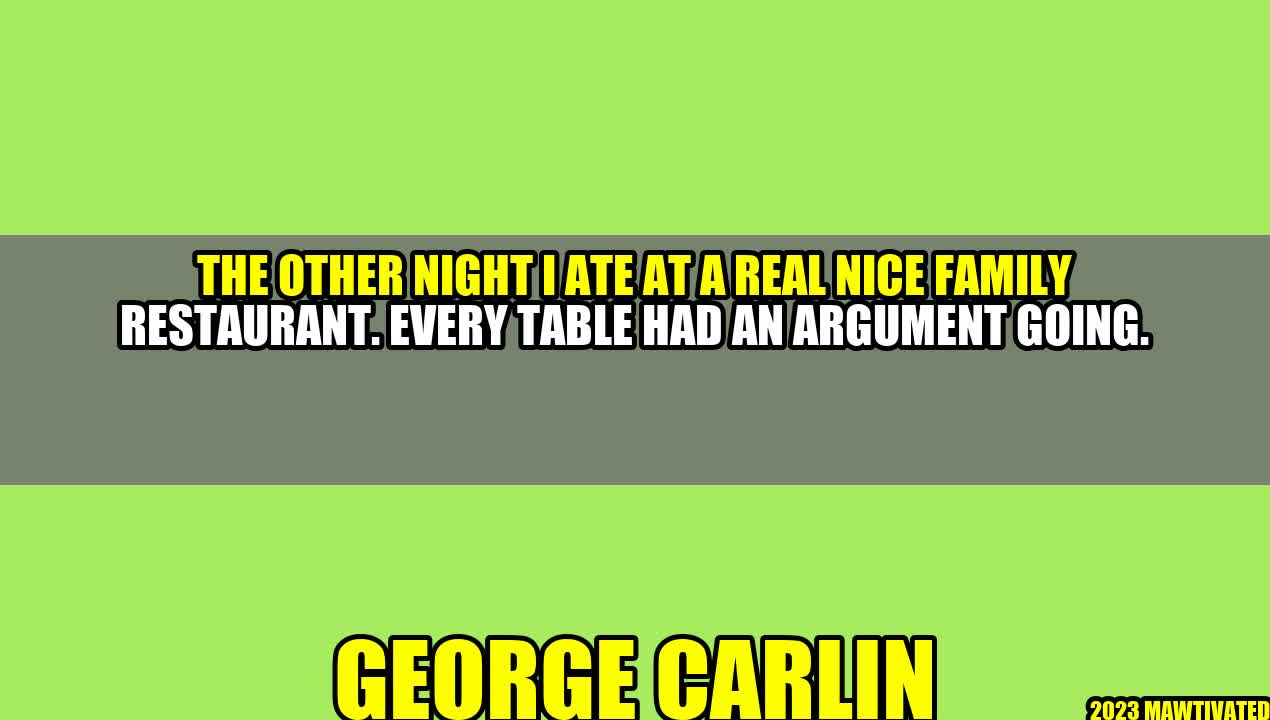 THE OTHER NIGHT I ATE AT A REAL NICE FAMILY
RESTAURANT. EVERY TABLE HAD AN ARGUMENT GOING.
GEORGE CARLIN
2023 MAWTIVATED